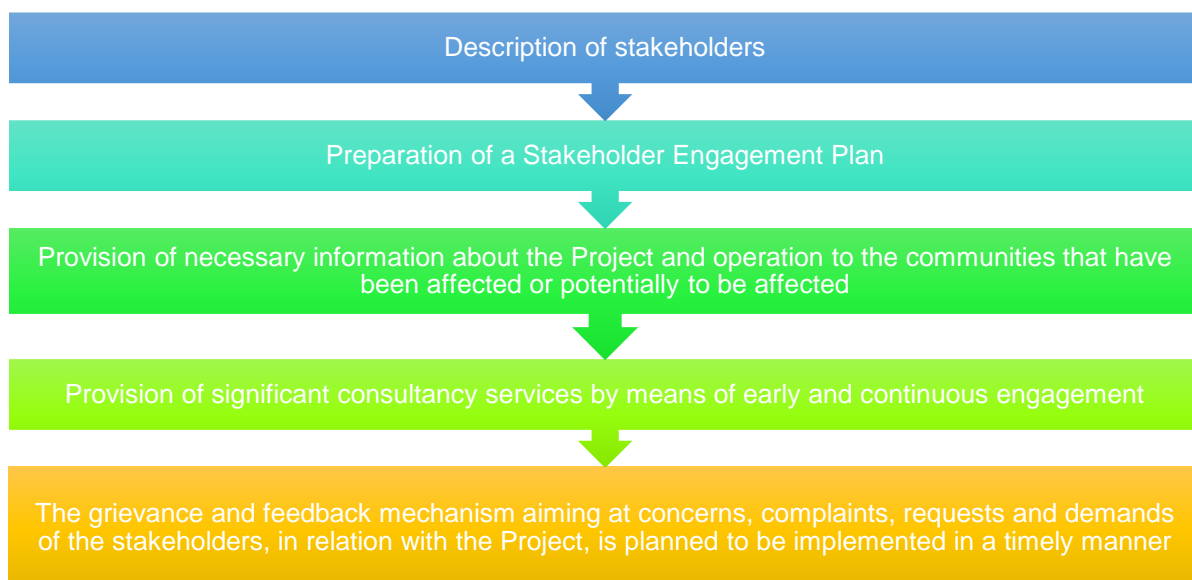 Description of stakeholders
Preparation of a Stakeholder Engagement Plan
Provision of necessary information about the Project and operation to the communities that have
been affected or potentially to be affected
Provision of significant consultancy services by means of early and continuous engagement
The grievance and feedback mechanism aiming at concerns, complaints, requests and demands
of the stakeholders, in relation with the Project, is planned to be implemented in a timely manner